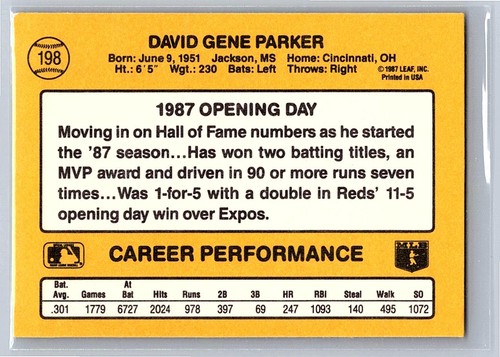 198
DAVID GENE PARKER
Born: June 9, 1951 Jackson, MS Home: Cincinnati, OH
Ht.: 6'5" Wgt.: 230 Bats: Left Throws: Right
©1987 LEAF, INC.
Printed in USA
1987 OPENING DAY
Moving in on Hall of Fame numbers as he started
the '87 season...Has won two batting titles, an
MVP award and driven in 90 or more runs seven
times...Was 1-for-5 with a double in Reds' 11-5
opening day win over Expos.
CAREER PERFORMANCE
MLB
Bat. Avg. Games At Bat Hits Runs 2B 3B HR RBI Steal Walk SO
.301 1779 6727 2024 978 397 69 247 1093 140 495 1072